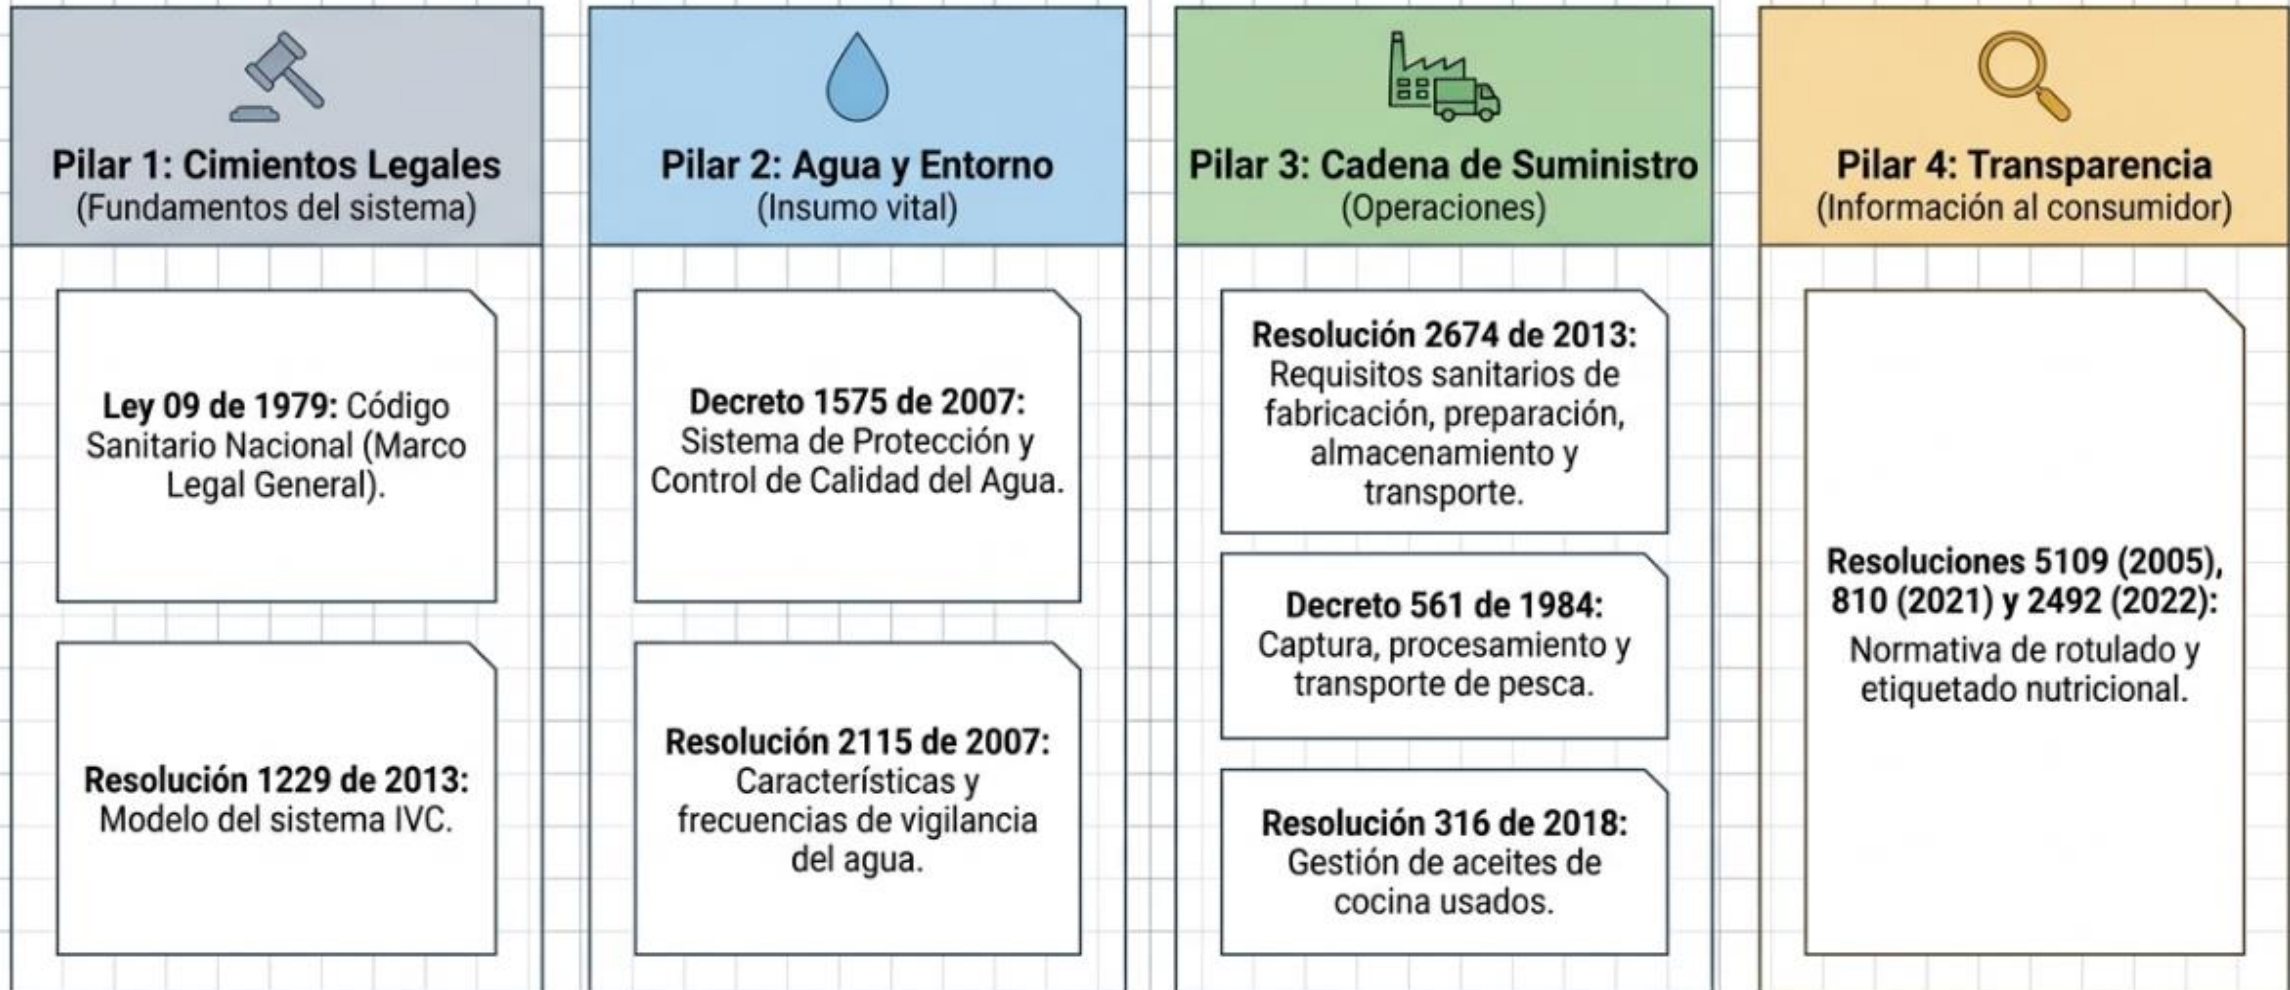 Pilar 1: Cimientos Legales
(Fundamentos del sistema)
Ley 09 de 1979: Código
Sanitario Nacional (Marco
Legal General).
Resolución 1229 de 2013:
Modelo del sistema IVC.
Pilar 2: Agua y Entorno
(Insumo vital)
Decreto 1575 de 2007:
Sistema de Protección y
Control de Calidad del Agua.
Resolución 2115 de 2007:
Características y
frecuencias de vigilancia
del agua.
Pilar 3: Cadena de Suministro
(Operaciones)
Resolución 2674 de 2013:
Requisitos sanitarios de
fabricación, preparación,
almacenamiento y
transporte.
Decreto 561 de 1984:
Captura, procesamiento y
transporte de pesca.
Resolución 316 de 2018:
Gestión de aceites de
cocina usados.
Pilar 4: Transparencia
(Información al consumidor)
Resoluciones 5109 (2005),
810 (2021) y 2492 (2022):
Normativa de rotulado y
etiquetado nutricional.